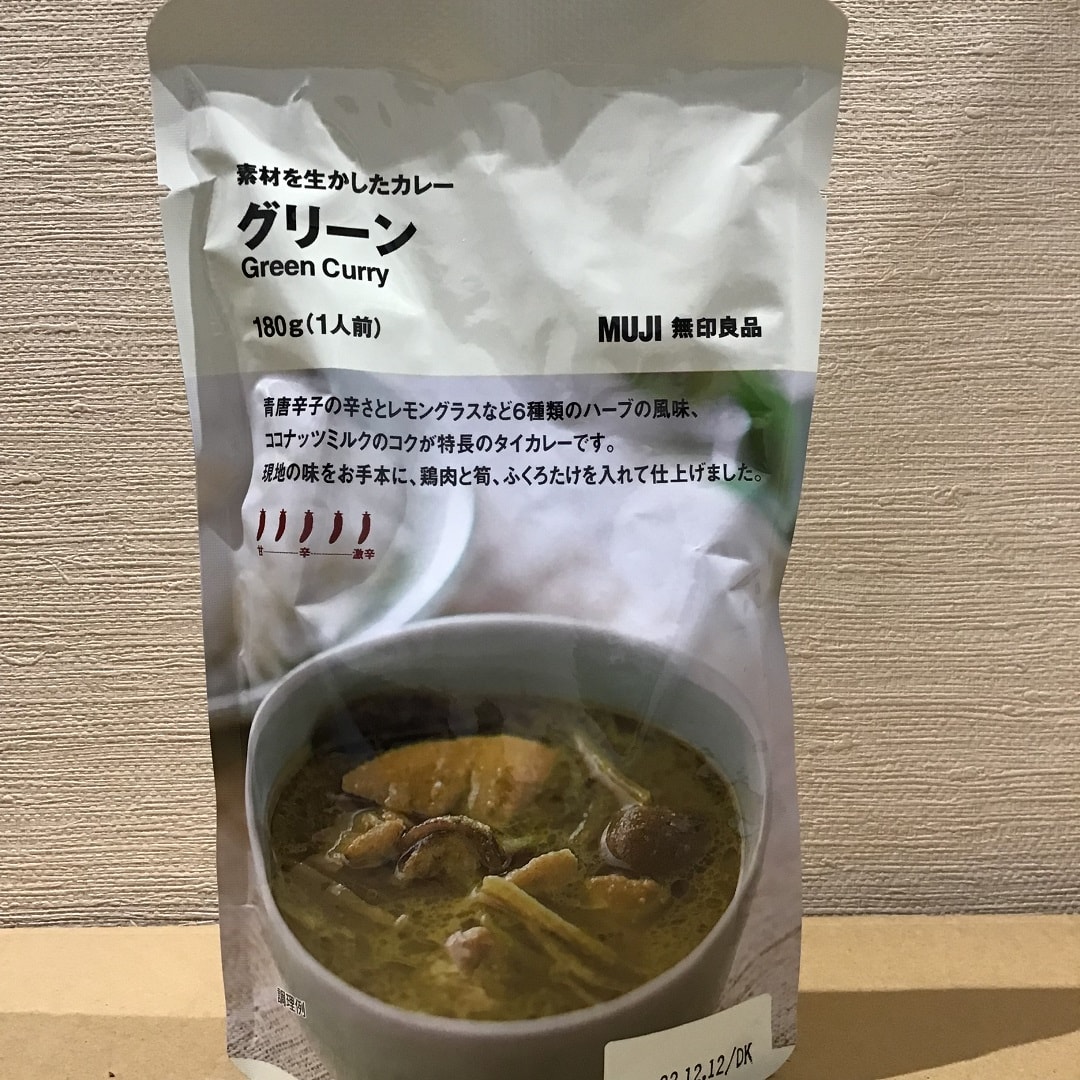 素材を生かしたカレー
グリーン
Green Curry
180g(1人前)
MUJI 無印良品
青唐辛子の辛さとレモングラスなど6種類のハーブの風味、
ココナッツミルクのコクが特長のタイカレーです。
現地の味をお手本に、鶏肉と筍、ふくろたけを入れて仕上げました。
甘 辛 激辛
調理例
12.12/DK